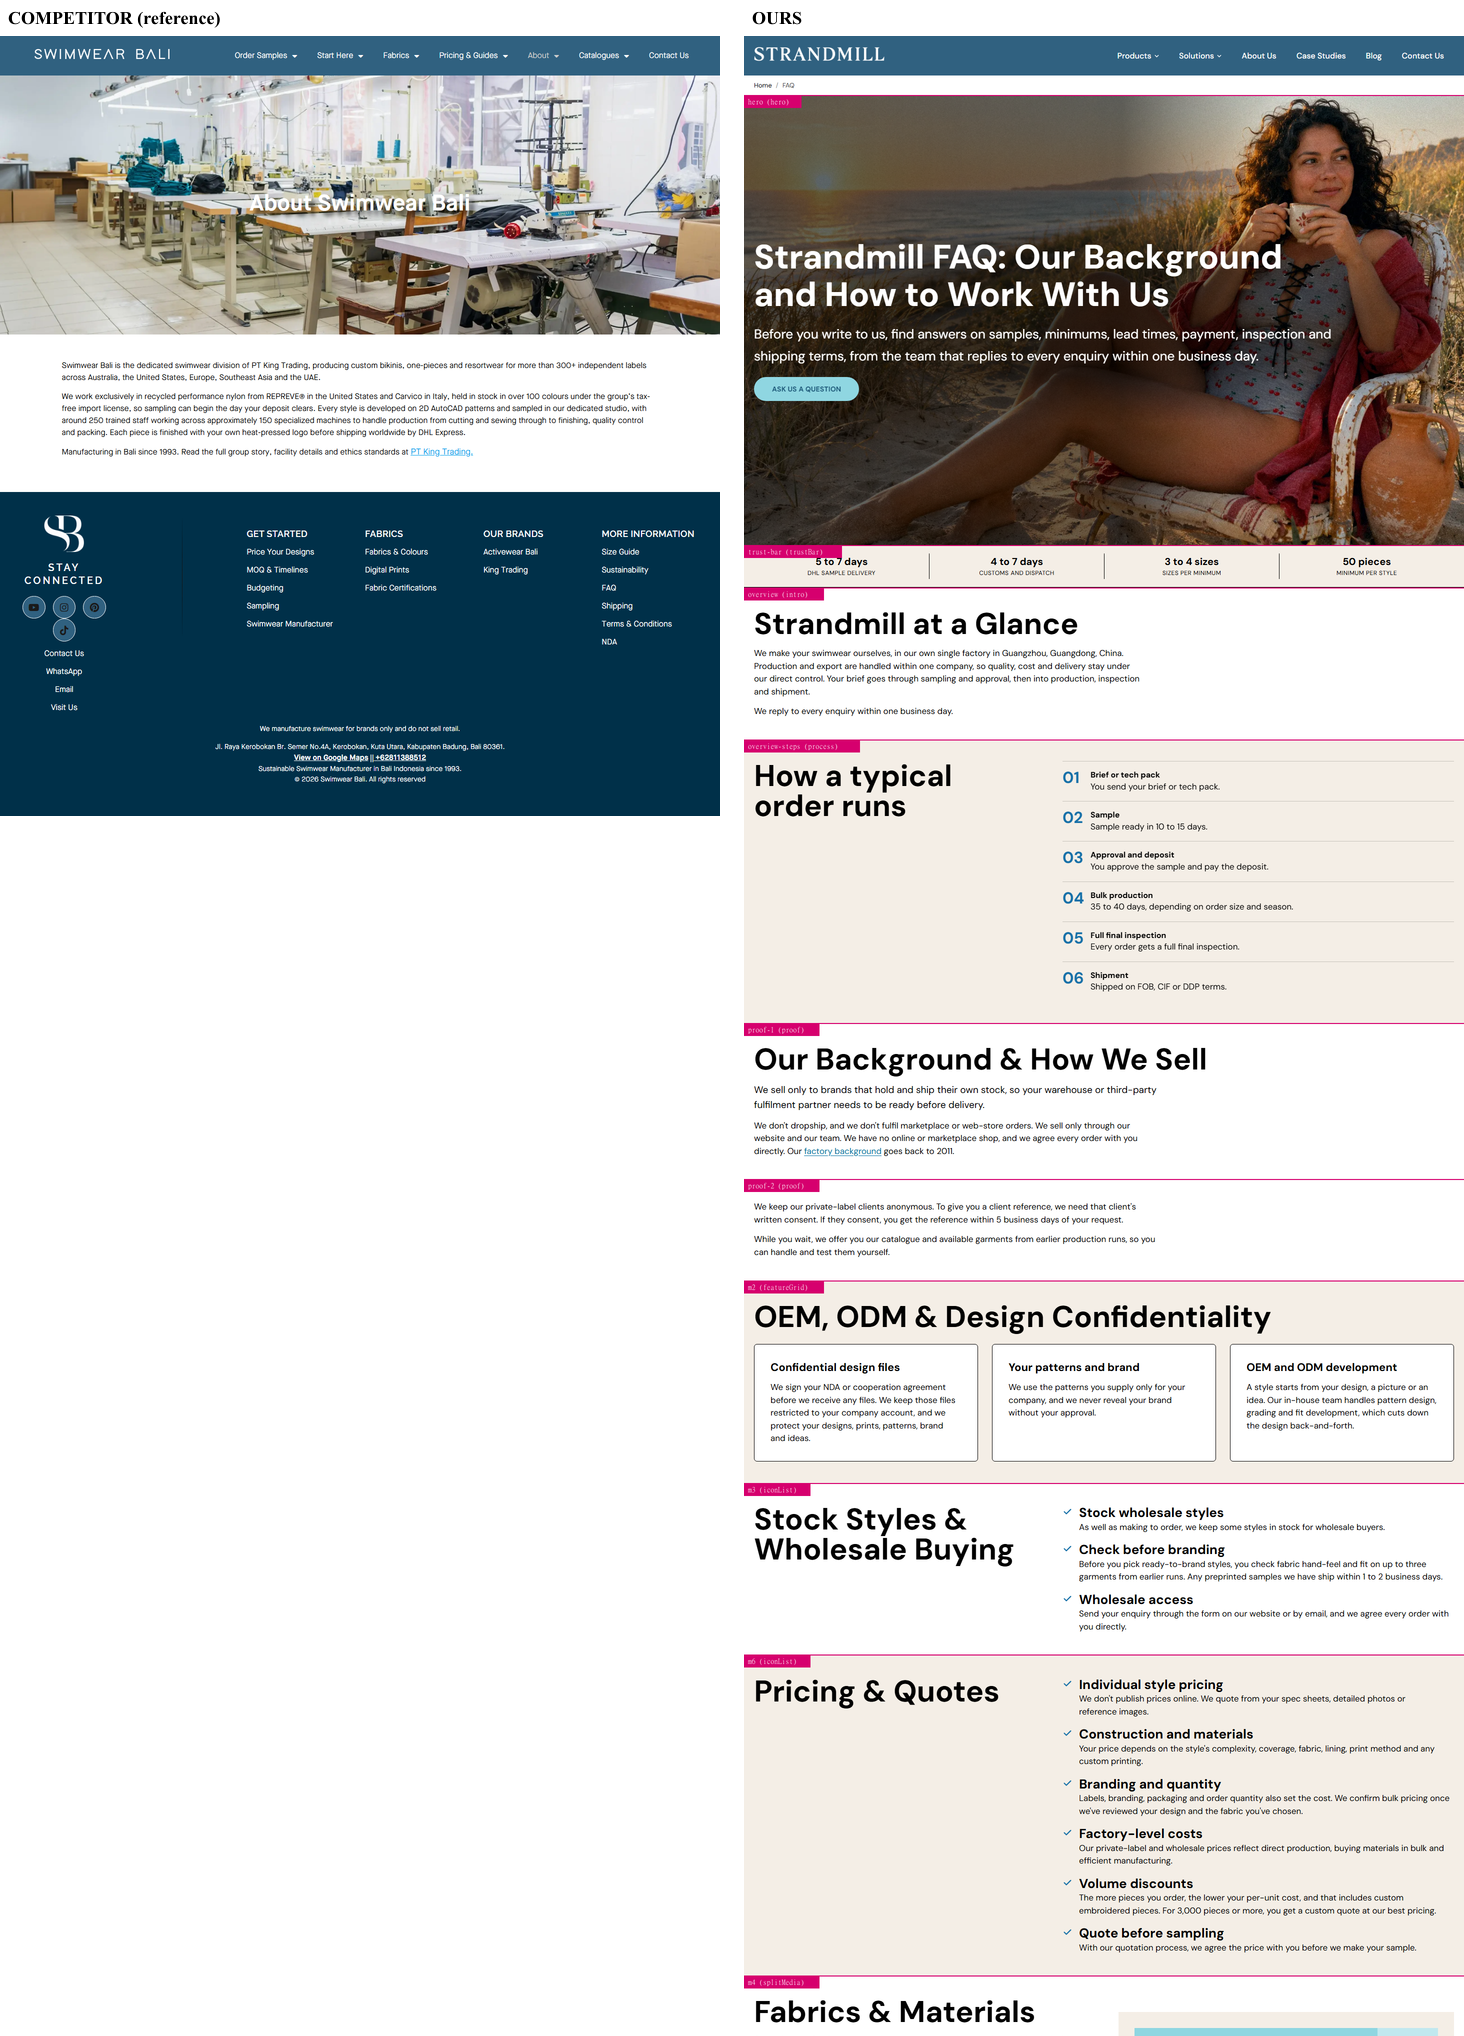 COMPETITOR (reference)
SWIMWEAR BALI
Order Samples
Start Here
Fabrics
Pricing & Guides
About
Catalogues
Contact Us
About Swimwear Bali
Swimwear Bali is the dedicated swimwear division of PT King Trading, producing custom bikinis, one-pieces and resortwear for more than 300+ independent labels
across Australia, the United States, Europe, Southeast Asia and the UAE.
We work exclusively in recycled performance nylon from REPREVE® in the United States and Carvico in Italy, held in stock in over 100 colours under the group's tax-
free import license, so sampling can begin the day your deposit clears. Every style is developed on 2D AutoCAD patterns and sampled in our dedicated studio, with
around 250 trained staff working across approximately 150 specialized machines to handle production from cutting and sewing through to finishing, quality control
and packing. Each piece is finished with your own heat-pressed logo before shipping worldwide by DHL Express.
Manufacturing in Bali since 1993. Read the full group story, facility details and ethics standards at PT King Trading.
STAY
CONNECTED
Contact Us
WhatsApp
Email
Visit Us
GET STARTED
Price Your Designs
MOQ & Timelines
Budgeting
Sampling
Swimwear Manufacturer
FABRICS
Fabrics & Colours
Digital Prints
Fabric Certifications
OUR BRANDS
Activewear Bali
King Trading
MORE INFORMATION
Size Guide
Sustainability
FAQ
Shipping
Terms & Conditions
NDA
We manufacture swimwear for brands only and do not sell retail.
Jl. Raya Kerobokan Br. Semer No.4A, Kerobokan, Kuta Utara, Kabupaten Badung, Bali 80361.
View on Google Maps || +62811388512
Sustainable Swimwear Manufacturer in Bali Indonesia since 1993.
© 2026 Swimwear Bali. All rights reserved
OURS
STRANDMILL
Products
Solutions
About Us
Case Studies
Blog
Contact Us
Home / FAQ
hero (hero)
Strandmill FAQ: Our Background
and How to Work With Us
Before you write to us, find answers on samples, minimums, lead times, payment, inspection and
shipping terms, from the team that replies to every enquiry within one business day.
ASK US A QUESTION
trust-bar (trustBar)
5 to 7 days
DHL SAMPLE DELIVERY
4 to 7 days
CUSTOMS AND DISPATCH
3 to 4 sizes
SIZES PER MINIMUM
50 pieces
MINIMUM PER STYLE
overview (intro)
Strandmill at a Glance
We make your swimwear ourselves, in our own single factory in Guangzhou, Guangdong, China.
Production and export are handled within one company, so quality, cost and delivery stay under
our direct control. Your brief goes through sampling and approval, then into production, inspection
and shipment.
We reply to every enquiry within one business day.
overview-steps (process)
How a typical
order runs
01 Brief or tech pack
You send your brief or tech pack.
02 Sample
Sample ready in 10 to 15 days.
03 Approval and deposit
You approve the sample and pay the deposit.
04 Bulk production
35 to 40 days, depending on order size and season.
05 Full final inspection
Every order gets a full final inspection.
06 Shipment
Shipped on FOB, CIF or DDP terms.
proof-1 (proof)
Our Background & How We Sell
We sell only to brands that hold and ship their own stock, so your warehouse or third-party
fulfilment partner needs to be ready before delivery.
We don't dropship, and we don't fulfil marketplace or web-store orders. We sell only through our
website and our team. We have no online or marketplace shop, and we agree every order with you
directly. Our factory background goes back to 2011.
proof-2 (proof)
We keep our private-label clients anonymous. To give you a client reference, we need that client's
written consent. If they consent, you get the reference within 5 business days of your request.
While you wait, we offer you our catalogue and available garments from earlier production runs, so you
can handle and test them yourself.
m2 (featureGrid)
OEM, ODM & Design Confidentiality
Confidential design files
We sign your NDA or cooperation agreement
before we receive any files. We keep those files
restricted to your company account, and we
protect your designs, prints, patterns, brand
and ideas.
Your patterns and brand
We use the patterns you supply only for your
company, and we never reveal your brand
without your approval.
OEM and ODM development
A style starts from your design, a picture or an
idea. Our in-house team handles pattern design,
grading and fit development, which cuts down
the design back-and-forth.
m3 (iconList)
Stock Styles &
Wholesale Buying
Stock wholesale styles
As well as making to order, we keep some styles in stock for wholesale buyers.
Check before branding
Before you pick ready-to-brand styles, you check fabric hand-feel and fit on up to three
garments from earlier runs. Any preprinted samples we have ship within 1 to 2 business days.
Wholesale access
Send your enquiry through the form on our website or by email, and we agree every order with
you directly.
m6 (iconList)
Pricing & Quotes
Individual style pricing
We don't publish prices online. We quote from your spec sheets, detailed photos or
reference images.
Construction and materials
Your price depends on the style's complexity, coverage, fabric, lining, print method and any
custom printing.
Branding and quantity
Labels, branding, packaging and order quantity also set the cost. We confirm bulk pricing once
we've reviewed your design and the fabric you've chosen.
Factory-level costs
Our private-label and wholesale prices reflect direct production, buying materials in bulk and
efficient manufacturing.
Volume discounts
The more pieces you order, the lower your per-unit cost, and that includes custom
embroidered pieces. For 3,000 pieces or more, you get a custom quote at our best pricing.
Quote before sampling
With our quotation process, we agree the price with you before we make your sample.
m4 (splitMedia)
Fabrics & Materials